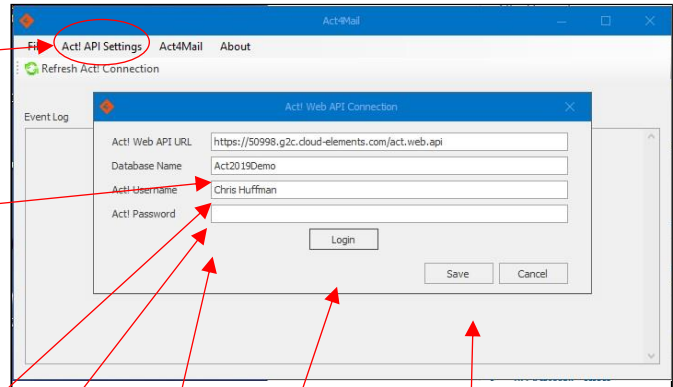 Act4Mail
File Act! API Settings Act4Mail About
Refresh Act! Connection
Event Log
Act! Web API Connection
Act! Web API URL https://50998.g2c.cloud-elements.com/act.web.api
Database Name Act2019Demo
Act! Username Chris Huffman
Act! Password
Login
Save Cancel